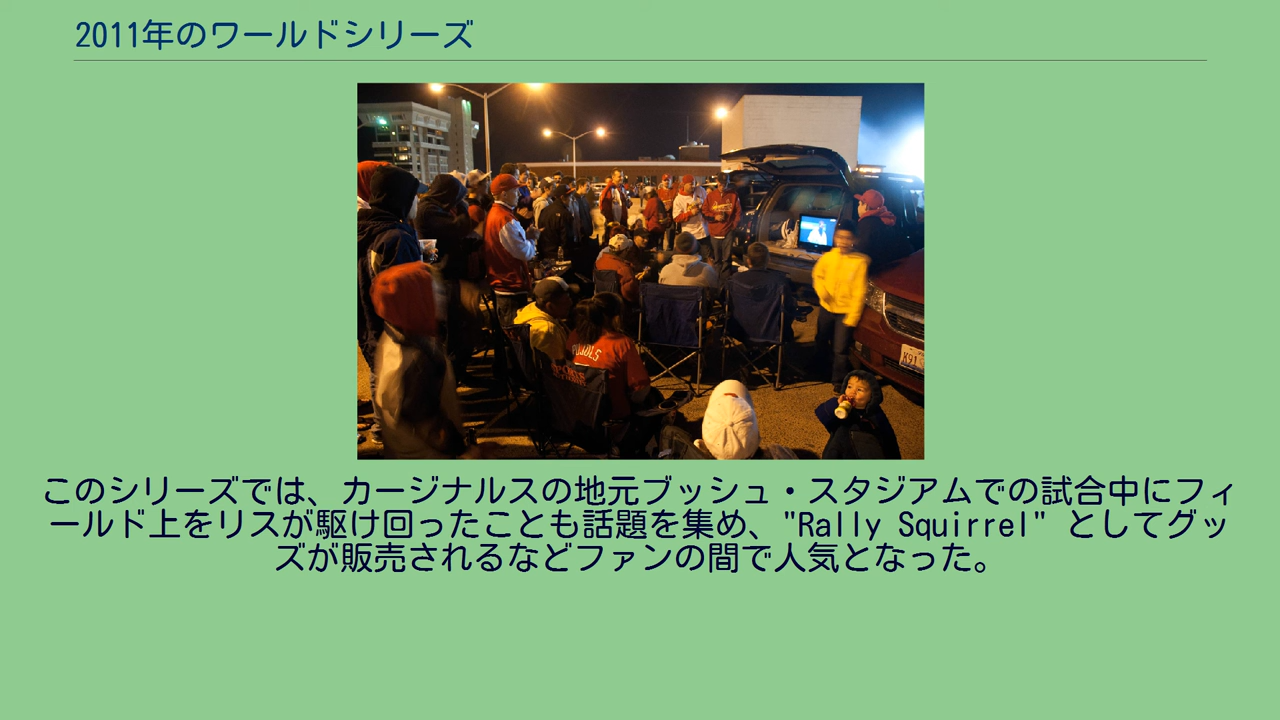 2011年のワールドシリーズ
PUJOLS
K91
このシリーズでは、カージナルスの地元ブッシュ・スタジアムでの試合中にフィ
ールド上をリスが駆け回ったことも話題を集め、"Rally Squirrel" としてグッ
ズが販売されるなどファンの間で人気となった。